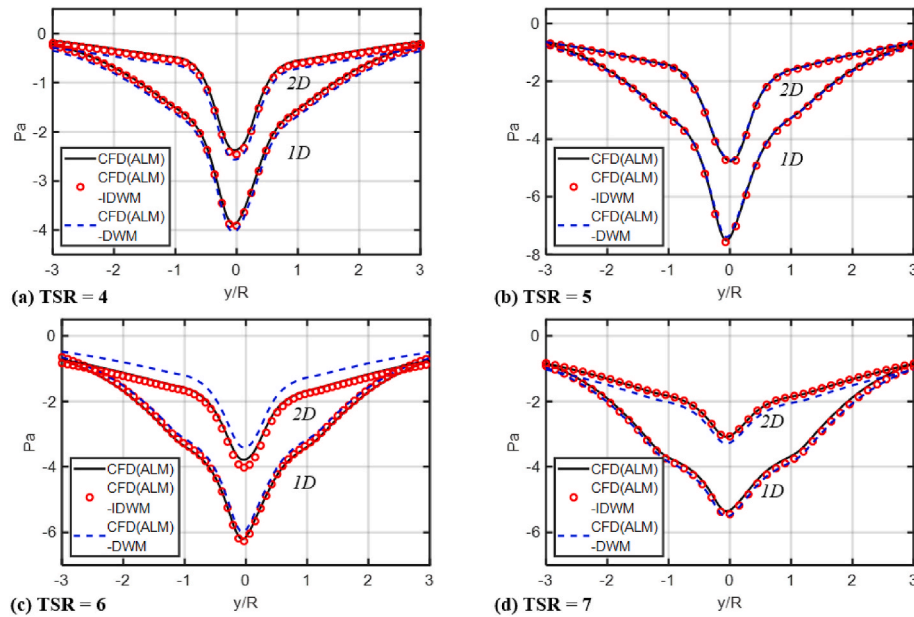 0
-1
-2
-3
-4
Pa
2D
1D
CFD(ALM)
CFD(ALM)
-IDWM
CFD(ALM)
-DWM
-3 -2 -1 0 1 2 3
y/R
(a) TSR = 4
0
-2
-4
-6
-8
Pa
2D
1D
CFD(ALM)
CFD(ALM)
-IDWM
CFD(ALM)
-DWM
-3 -2 -1 0 1 2 3
y/R
(b) TSR = 5
0
-2
-4
-6
Pa
2D
1D
CFD(ALM)
CFD(ALM)
-IDWM
CFD(ALM)
-DWM
-3 -2 -1 0 1 2 3
y/R
(c) TSR = 6
0
-2
-4
-6
Pa
2D
1D
CFD(ALM)
CFD(ALM)
-IDWM
CFD(ALM)
-DWM
-3 -2 -1 0 1 2 3
y/R
(d) TSR = 7